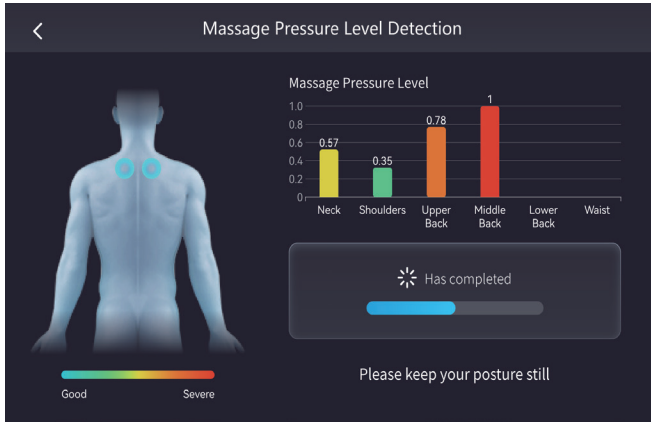 Massage Pressure Level Detection
Massage Pressure Level
1.0
0.8
0.6
0.4
0.2
0
0.57
0.35
0.78
1
Neck
Shoulders
Upper
Back
Middle
Back
Lower
Back
Waist
Has completed
Please keep your posture still
Good
Severe